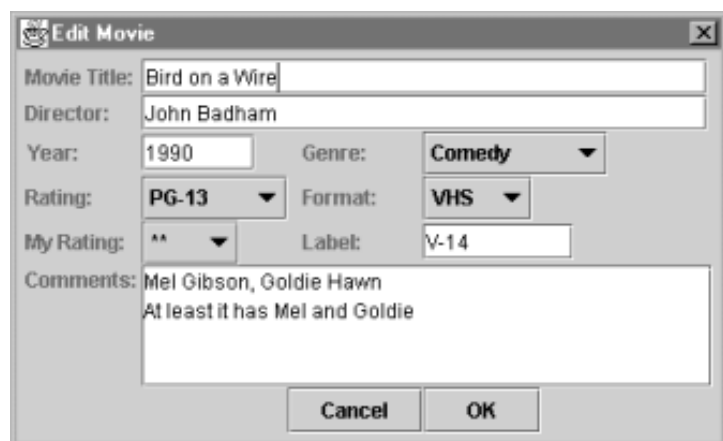 Edit Movie
Movie Title: Bird on a Wire
Director: John Badham
Year: 1990 Genre: Comedy
Rating: PG-13 Format: VHS
My Rating: ** Label: V-14
Comments: Mel Gibson, Goldie Hawn
At least it has Mel and Goldie
Cancel OK